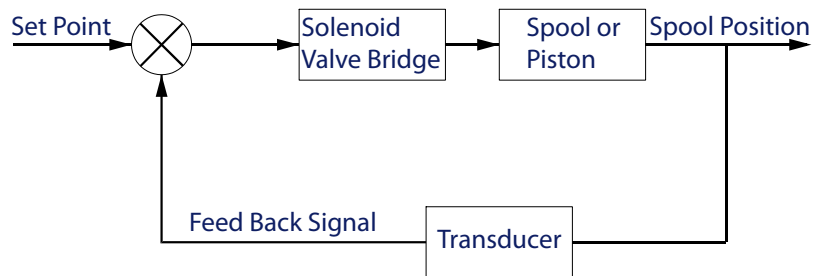 Set Point
Solenoid
Valve Bridge
Spool or
Piston
Spool Position
Feed Back Signal
Transducer